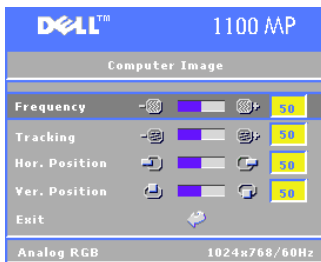 DELL™ 1100 MP
Computer Image
Frequency 50
Tracking 50
Hor. Position 50
Ver. Position 50
Exit
Analog RGB 1024x768/60Hz